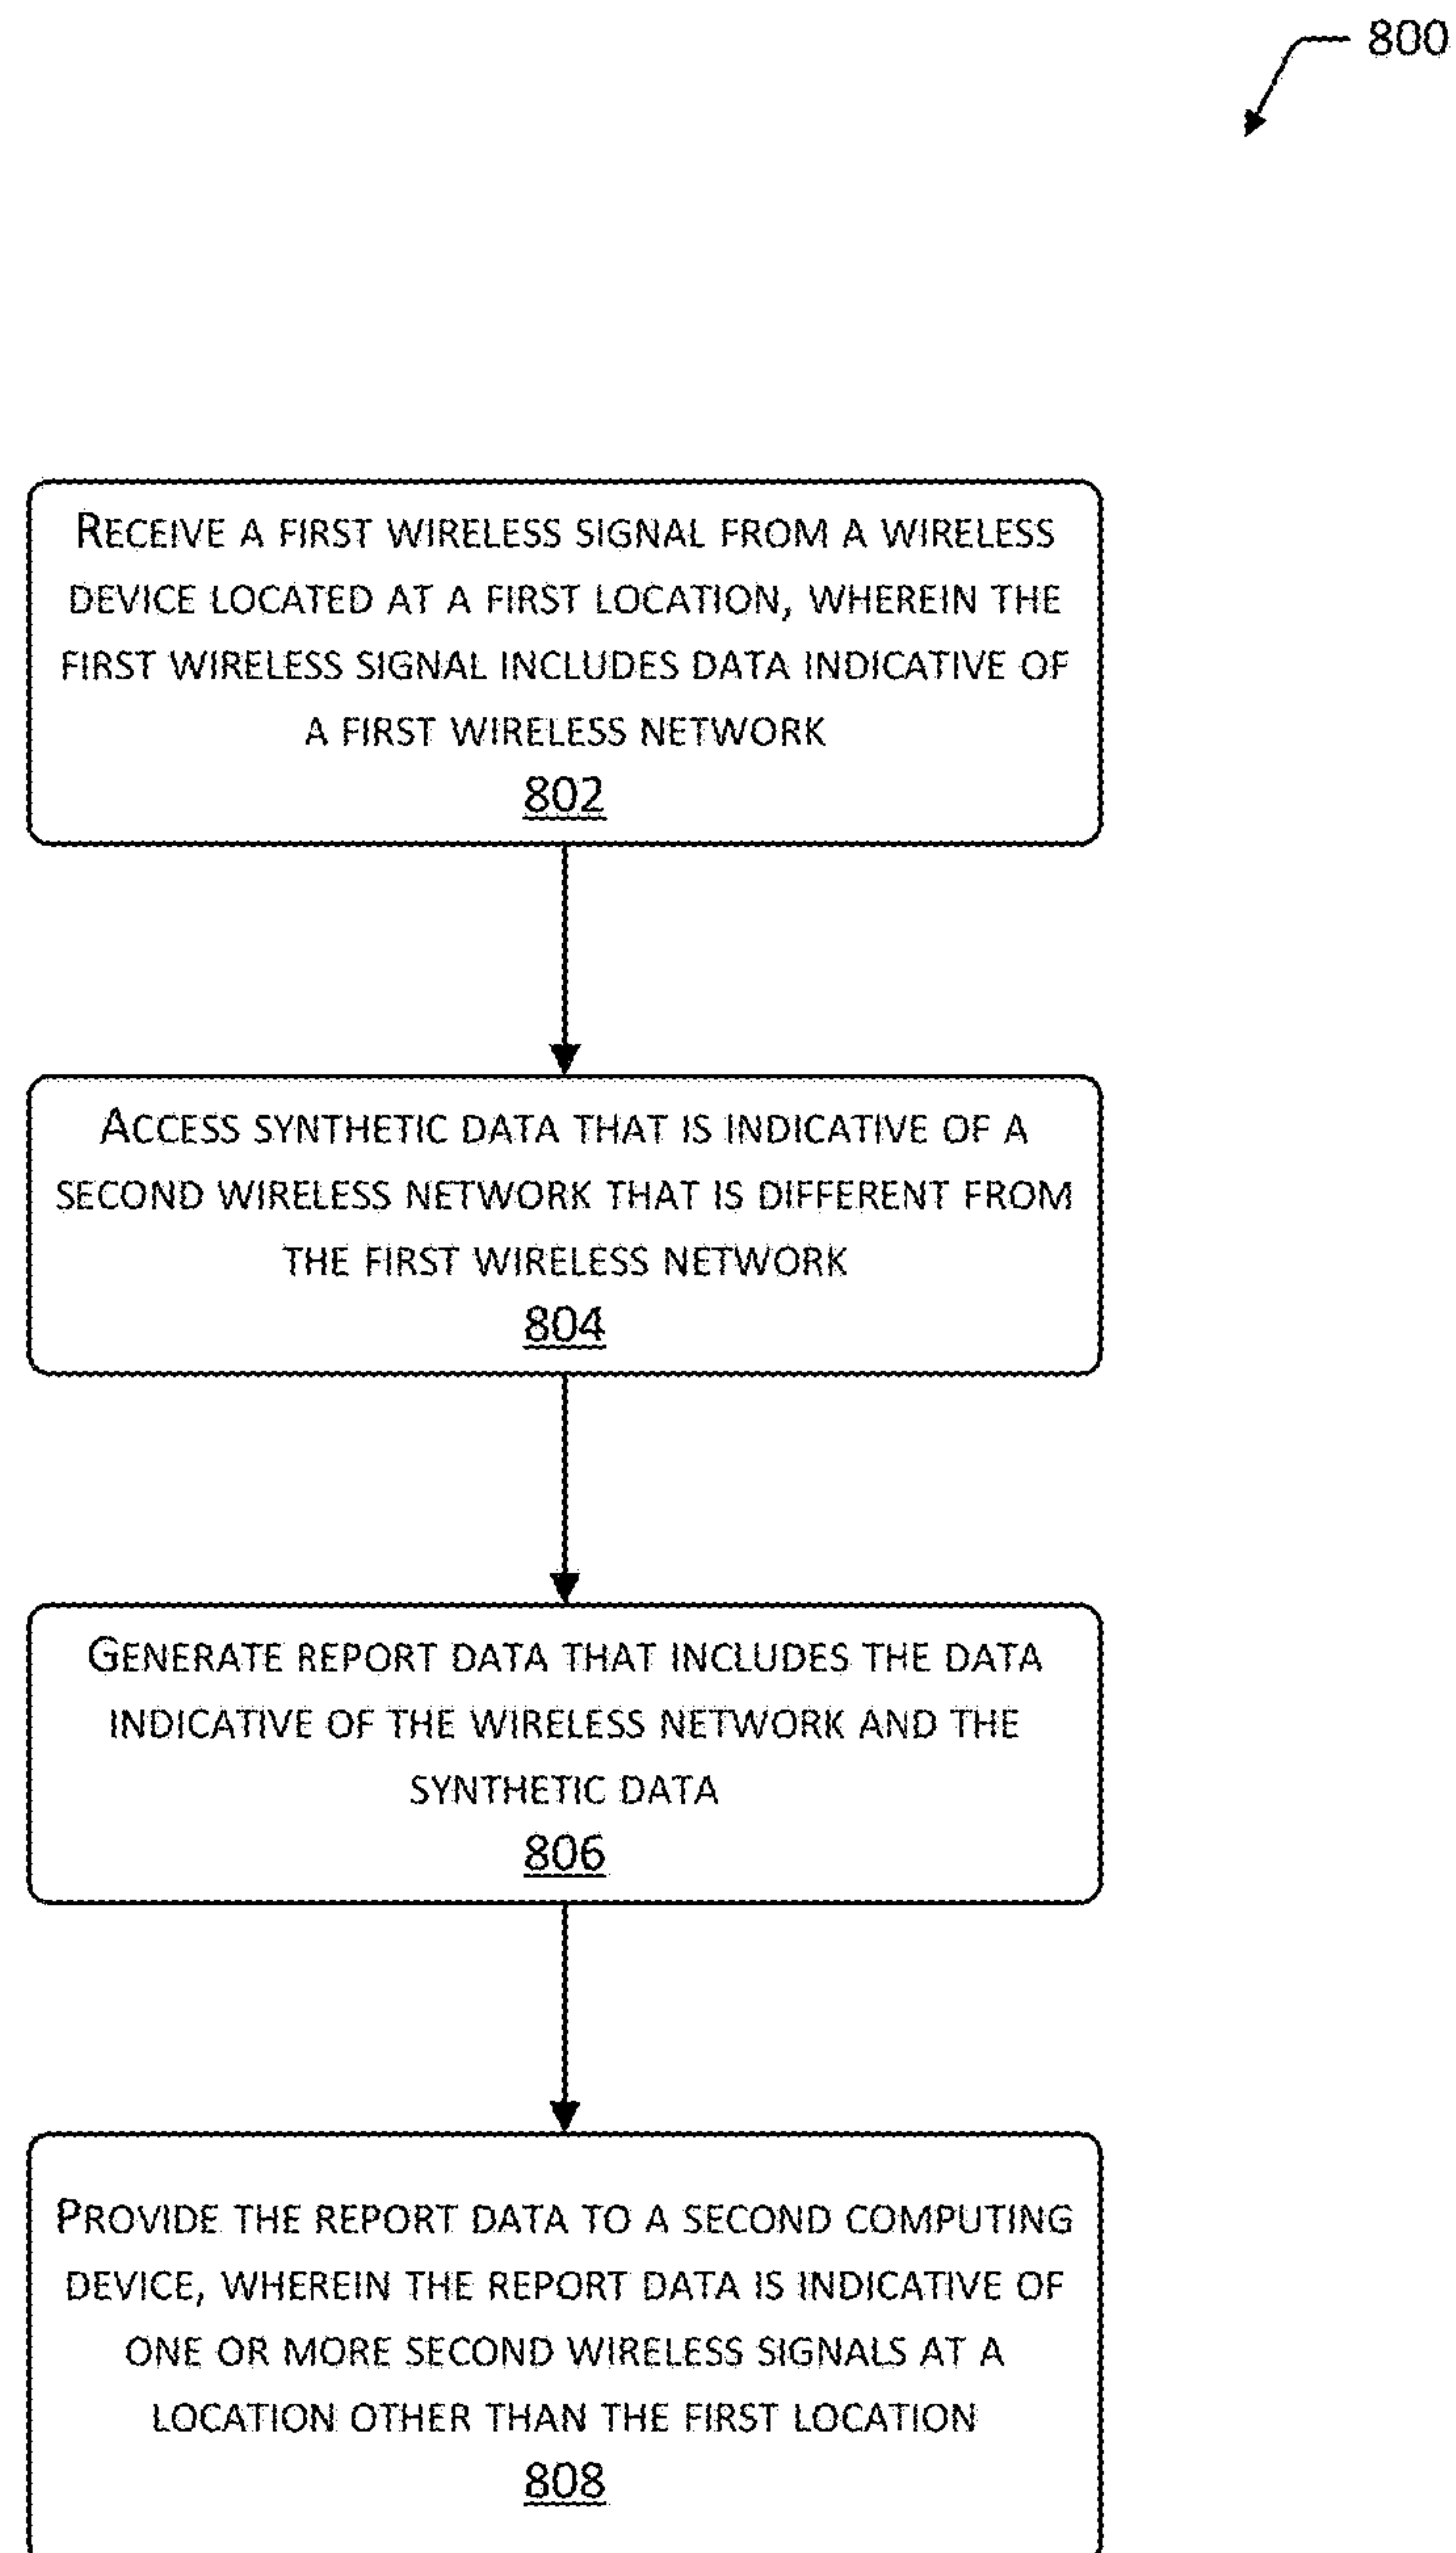 800
RECEIVE A FIRST WIRELESS SIGNAL FROM A WIRELESS
DEVICE LOCATED AT A FIRST LOCATION, WHEREIN THE
FIRST WIRELESS SIGNAL INCLUDES DATA INDICATIVE OF
A FIRST WIRELESS NETWORK
802
ACCESS SYNTHETIC DATA THAT IS INDICATIVE OF A
SECOND WIRELESS NETWORK THAT IS DIFFERENT FROM
THE FIRST WIRELESS NETWORK
804
GENERATE REPORT DATA THAT INCLUDES THE DATA
INDICATIVE OF THE WIRELESS NETWORK AND THE
SYNTHETIC DATA
806
PROVIDE THE REPORT DATA TO A SECOND COMPUTING
DEVICE, WHEREIN THE REPORT DATA IS INDICATIVE OF
ONE OR MORE SECOND WIRELESS SIGNALS AT A
LOCATION OTHER THAN THE FIRST LOCATION
808